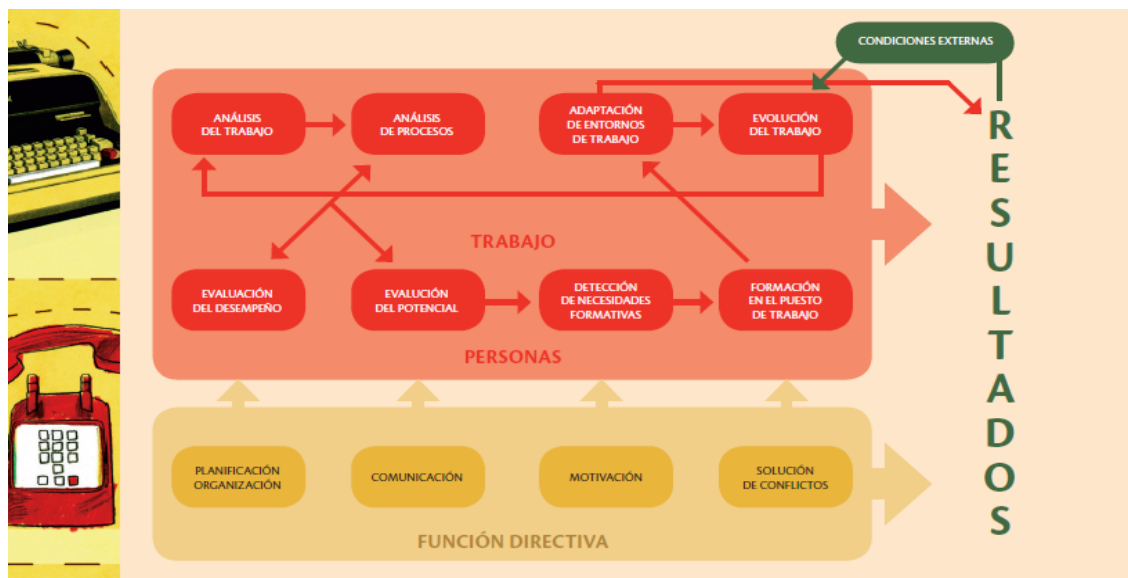 CONDICIONES EXTERNAS
ANÁLISIS
DEL TRABAJO
ANÁLISIS
DE PROCESOS
ADAPTACIÓN
DE ENTORNOS
DE TRABAJO
EVOLUCIÓN
DEL TRABAJO
TRABAJO
EVALUACIÓN
DEL DESEMPEÑO
EVALUCIÓN
DEL POTENCIAL
DETECCIÓN
DE NECESIDADES
FORMATIVAS
FORMACIÓN
EN EL PUESTO
DE TRABAJO
PERSONAS
PLANIFICACIÓN
ORGANIZACIÓN
COMUNICACIÓN
MOTIVACIÓN
SOLUCIÓN
DE CONFLICTOS
FUNCIÓN DIRECTIVA
RESULTADOS